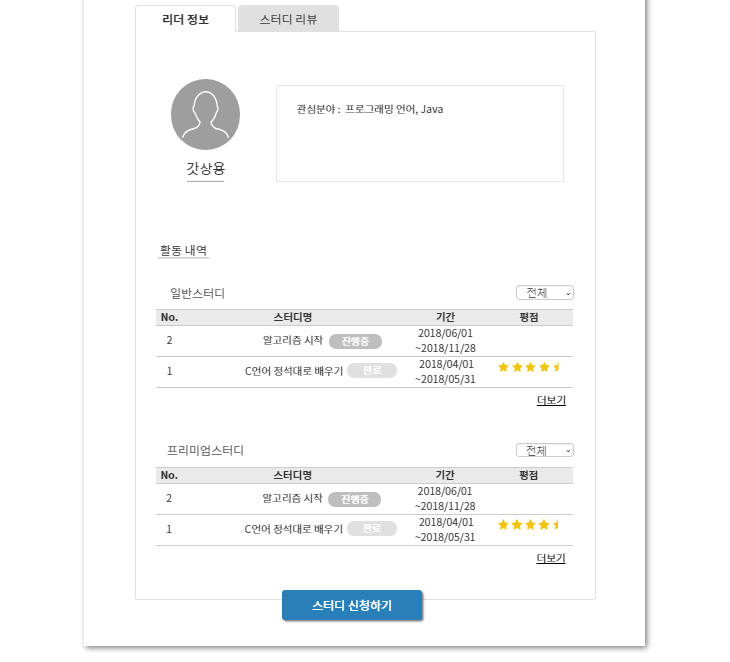 리더 정보
스터디 리뷰
관심분야 : 프로그래밍 언어, Java
갓상용
활동 내역
일반스터디
전체
No. 스터디명 기간 평점
2 알고리즘 시작 진행중 2018/06/01
~2018/11/28
1 C언어 정석대로 배우기 완료 2018/04/01
~2018/05/31
더보기
프리미엄스터디
전체
No. 스터디명 기간 평점
2 알고리즘 시작 진행중 2018/06/01
~2018/11/28
1 C언어 정석대로 배우기 완료 2018/04/01
~2018/05/31
더보기
스터디 신청하기